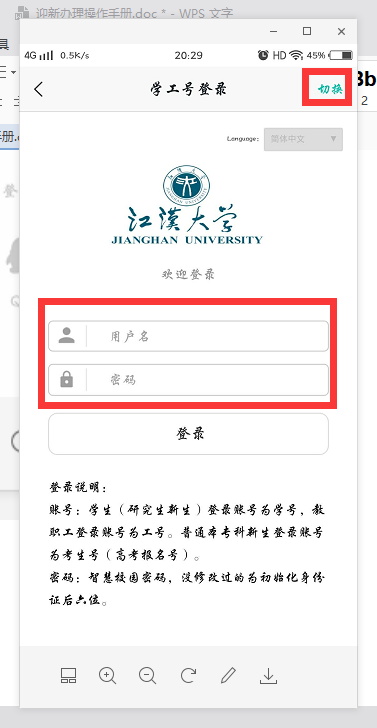 迎新办理操作手册.doc * - WPS 文字
4G 0.5K/s 20:29 HD 45%
学工号登录 切换
Language: 简体中文
江汉大学
JIANGHAN UNIVERSITY
欢迎登录
用户名
密码
登录
登录说明：
账号：学生（研究生新生）登录账号为学号，教
职工登录账号为工号。普通本专科新生登录账号
为考生号（高考报名号）。
密码：智慧校园密码，没修改过的为初始化身份
证后六位。